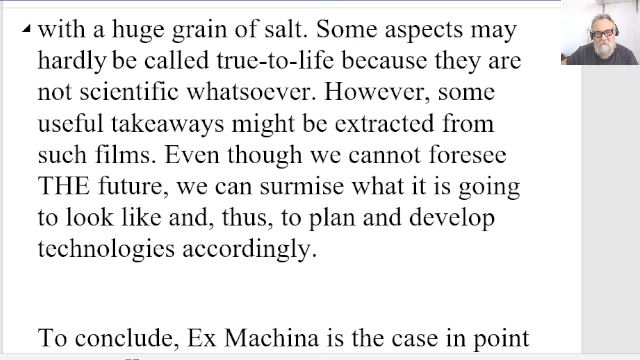 with a huge grain of salt. Some aspects may
hardly be called true-to-life because they are
not scientific whatsoever. However, some
useful takeaways might be extracted from
such films. Even though we cannot foresee
THE future, we can surmise what it is going
to look like and, thus, to plan and develop
technologies accordingly.
To conclude, Ex Machina is the case in point